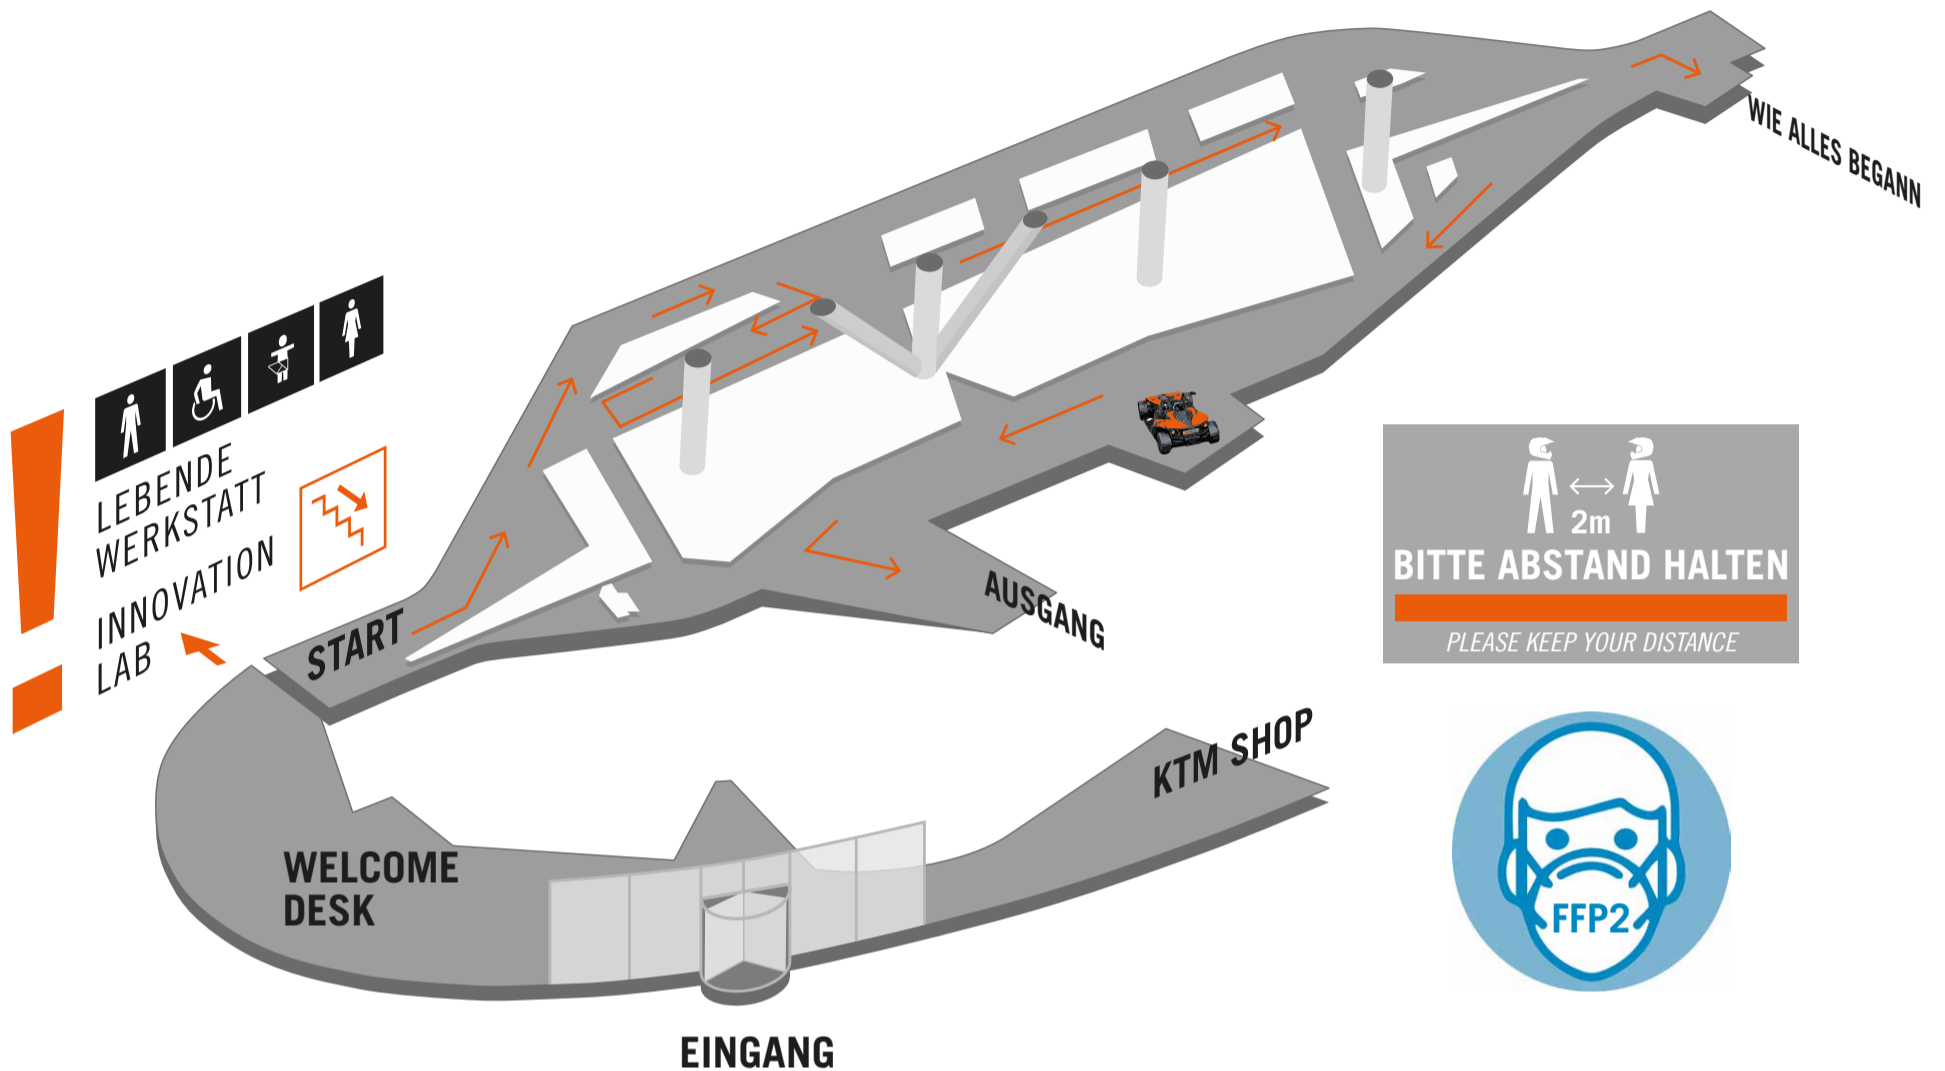 WIE ALLES BEGANN
LEBENDE
WERKSTATT
INNOVATION
LAB
START
AUSGANG
2m
BITTE ABSTAND HALTEN
PLEASE KEEP YOUR DISTANCE
KTM SHOP
WELCOME
DESK
FFP2
EINGANG